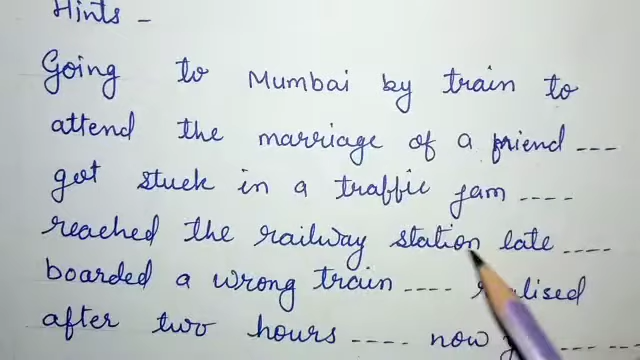 Hints -
Going to Mumbai by train to
attend the marriage of a friend ---
got stuck in a traffic jam ----
reached the railway station late ----
boarded a wrong train ---- realised
after two hours ---- now